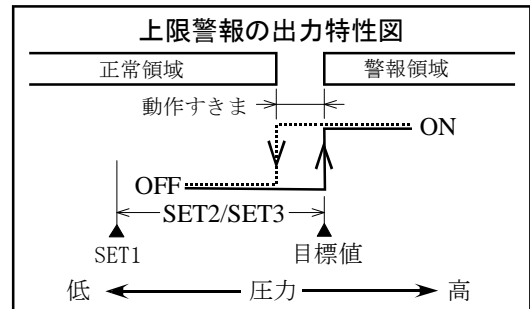 上限警報の出力特性図
正常領域 警報領域
動作すきま
ON
OFF
SET2/SET3
SET1 目標値
低 圧力 高